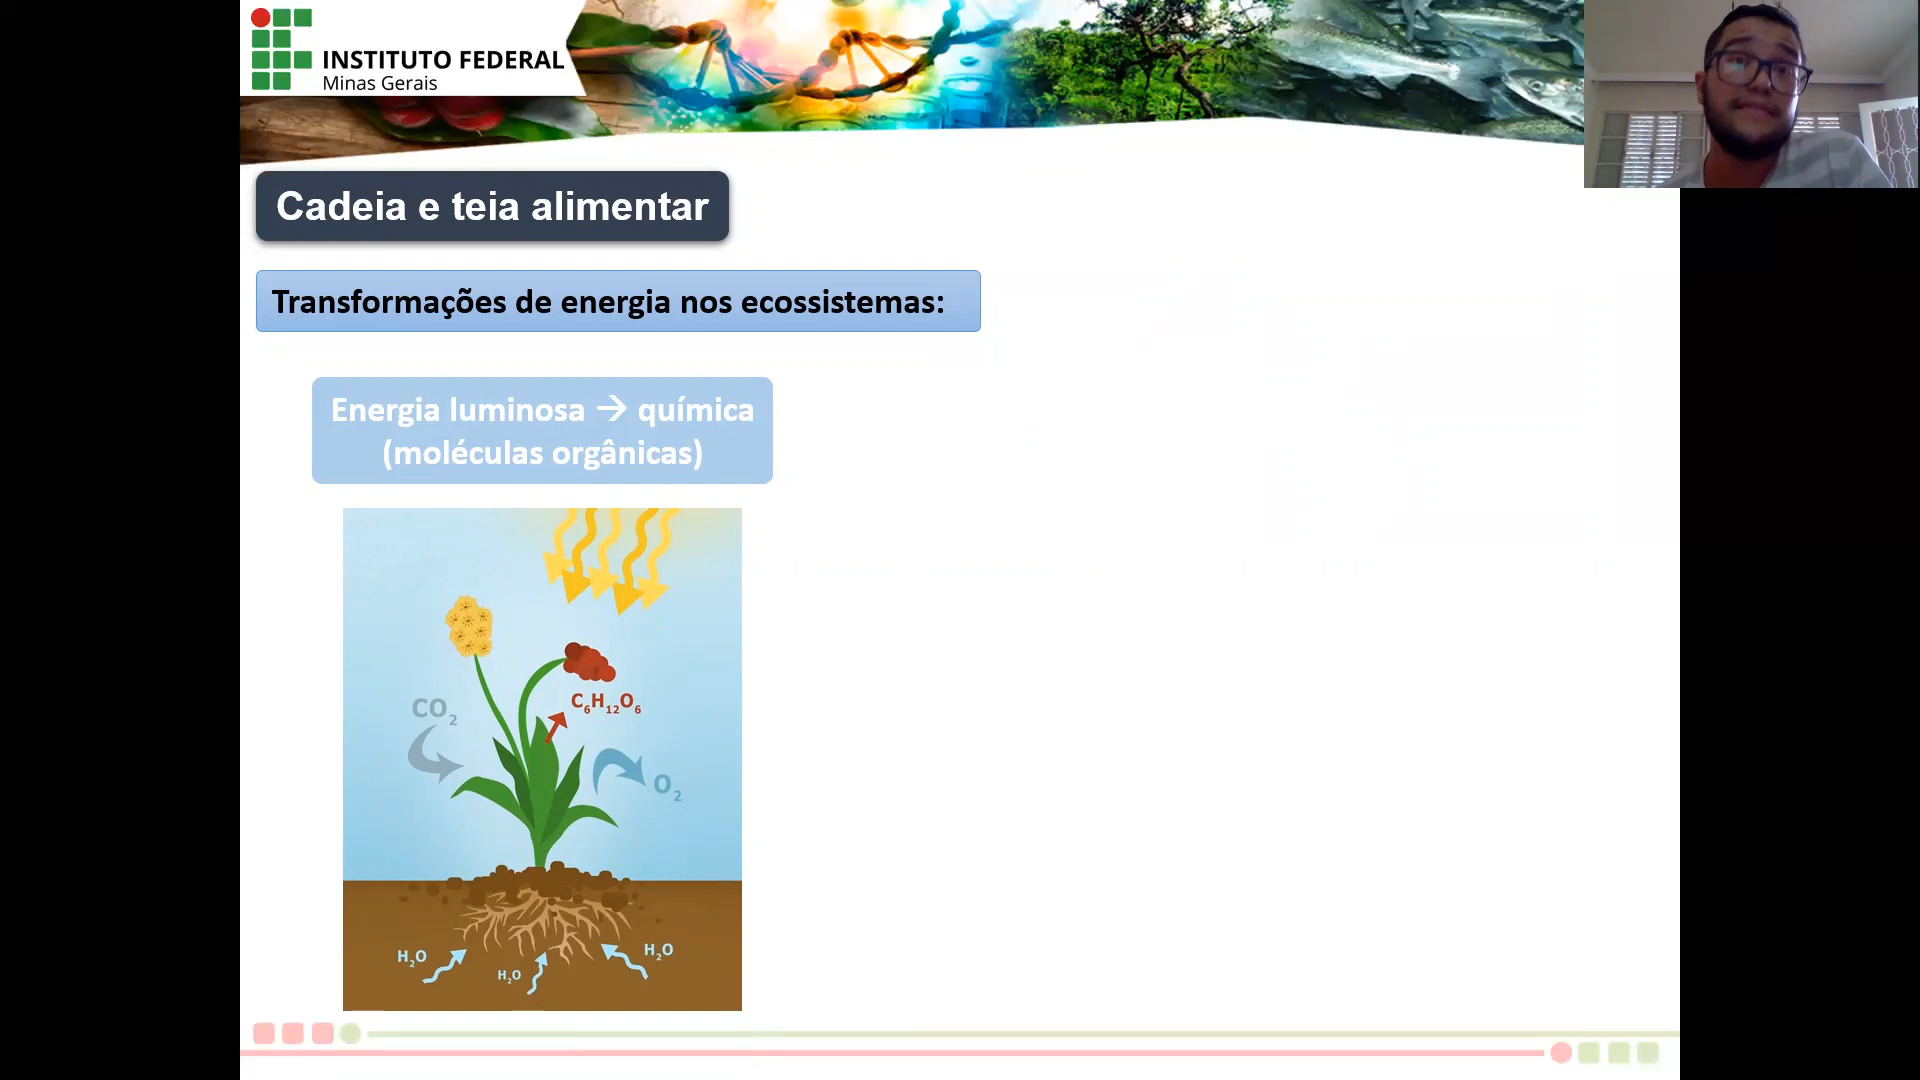 INSTITUTO FEDERAL
Minas Gerais
Cadeia e teia alimentar
Transformações de energia nos ecossistemas:
Energia luminosa → química
(moléculas orgânicas)
CO₂
C₆H₁₂O₆
O₂
H₂O
H₂O
H₂O